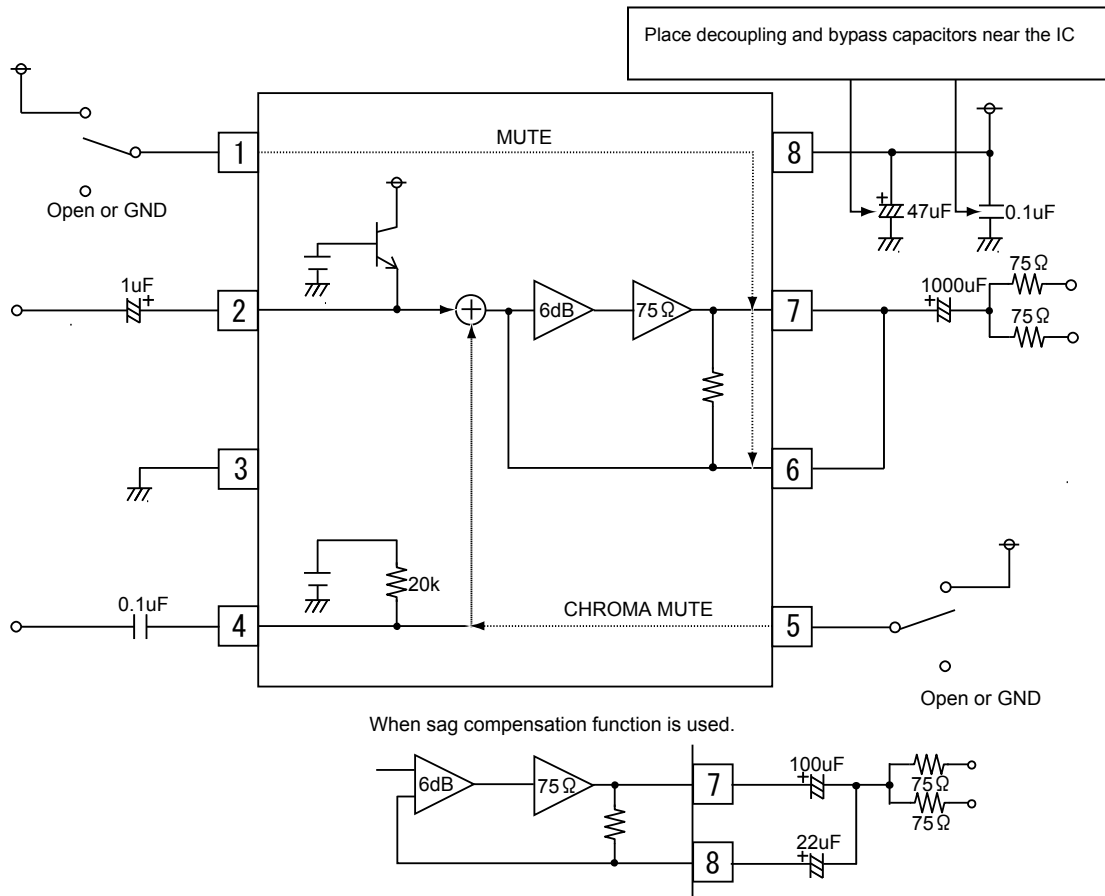 Place decoupling and bypass capacitors near the IC
1
MUTE
8
Open or GND
47uF
0.1uF
+
1uF
+
2
6dB
75Ω
7
1000uF
+
75Ω
75Ω
3
6
20k
0.1uF
4
CHROMA MUTE
5
Open or GND
When sag compensation function is used.
6dB
75Ω
7
100uF
+
75Ω
75Ω
22uF
+
8